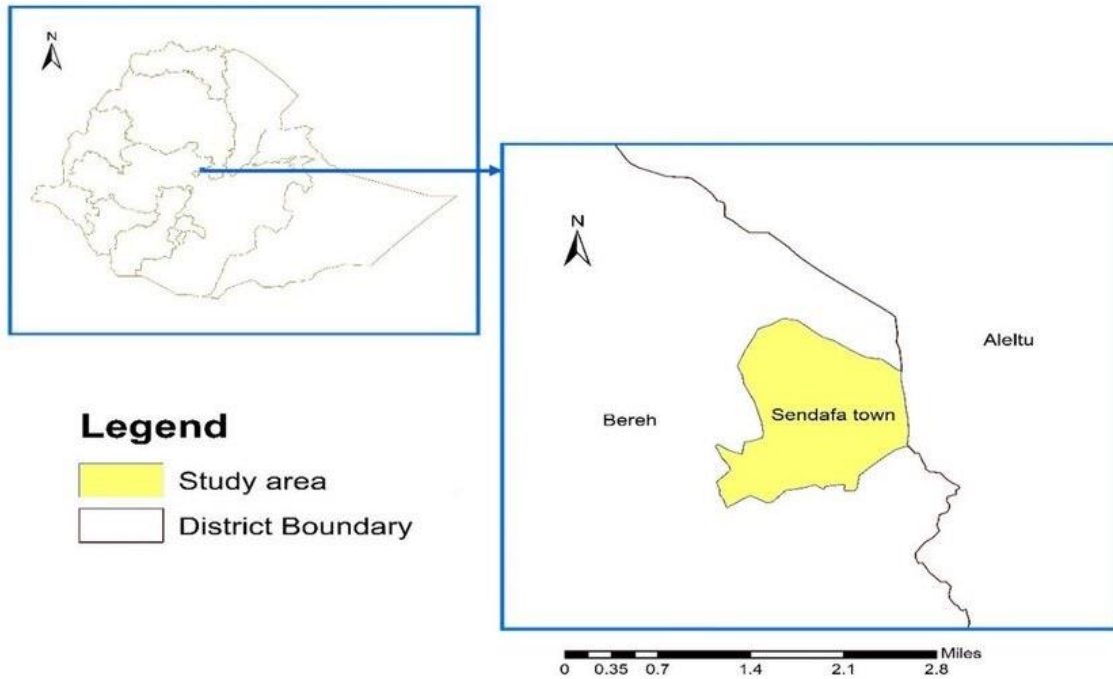 N
N
Aleltu
Sendafa town
Bereh
Legend
Study area
District Boundary
Miles
0 0.35 0.7 1.4 2.1 2.8